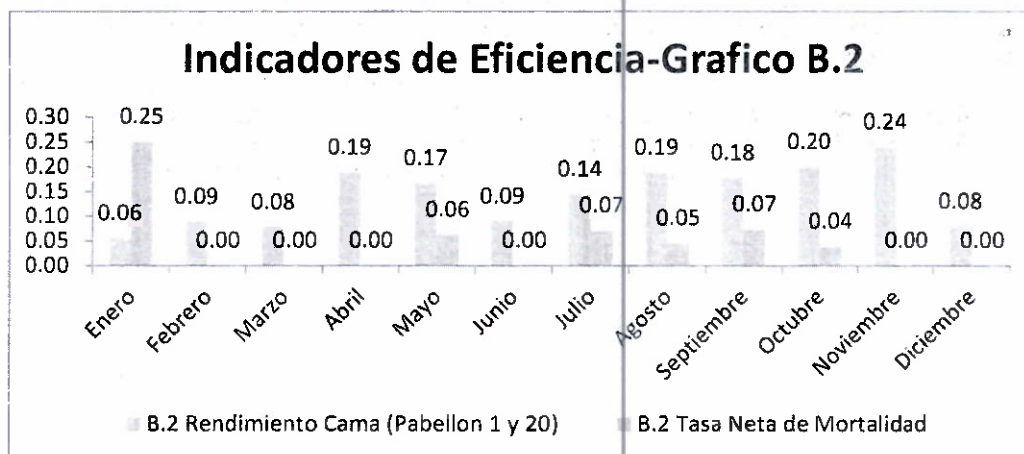 Indicadores de Eficiencia-Grafico B.2
0.30
0.25
0.20
0.15
0.10
0.05
0.00
0.06 0.25
0.09 0.00
0.08 0.00
0.19 0.00
0.17 0.06
0.09 0.00
0.14 0.07
0.19 0.05
0.18 0.07
0.20 0.04
0.24 0.00
0.08 0.00
Enero
Febrero
Marzo
Abril
Mayo
Junio
Julio
Agosto
Septiembre
Octubre
Noviembre
Diciembre
B.2 Rendimiento Cama (Pabellon 1 y 20)
B.2 Tasa Neta de Mortalidad